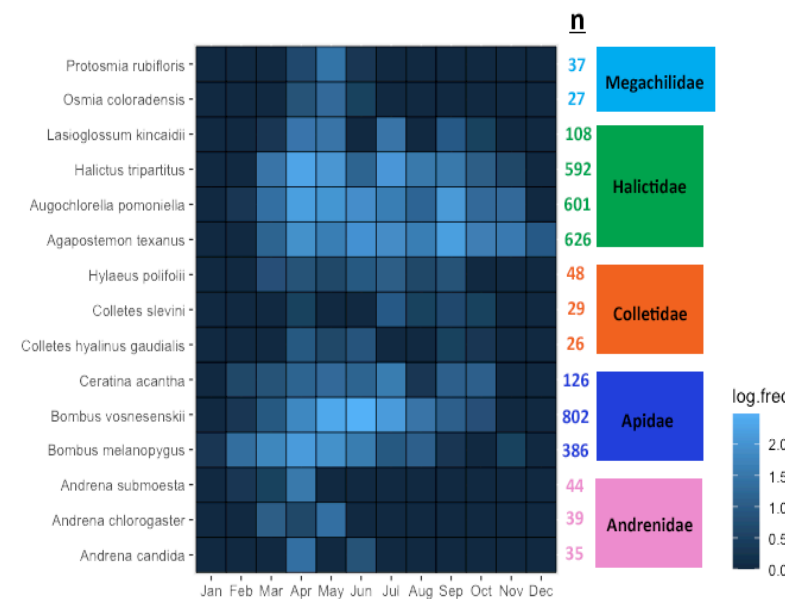 n
Protosmia rubifloris 37
Osmia coloradensis 27
Megachilidae
Lasioglossum kincaidii 108
Halictus tripartitus 592
Augochlorella pomoniella 601
Agapostemon texanus 626
Halictidae
Hylaeus polifolii 48
Colletes slevini 29
Colletes hyalinus gaudialis 26
Colletidae
Ceratina acantha 126
Bombus vosnesenskii 802
Bombus melanopygus 386
Apidae
Andrena submoesta 44
Andrena chlorogaster 39
Andrena candida 35
Andrenidae
Jan Feb Mar Apr May Jun Jul Aug Sep Oct Nov Dec
log.freq
2.0
1.5
1.0
0.5
0.0